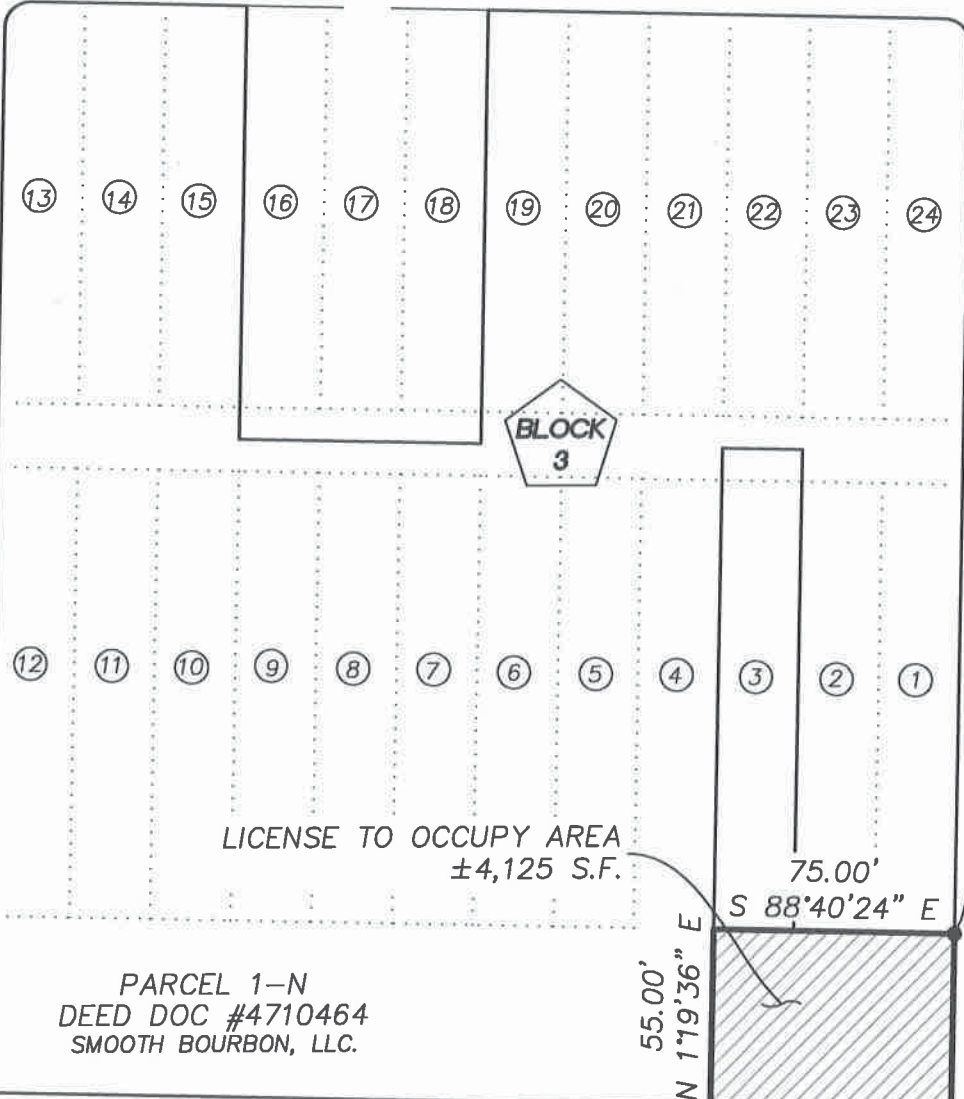 13 14 15 16 17 18 19 20 21 22 23 24
BLOCK
3
12 11 10 9 8 7 6 5 4 3 2 1
LICENSE TO OCCUPY AREA
±4,125 S.F.
75.00'
S 88°40'24" E
55.00'
N 1°19'36" E
PARCEL 1-N
DEED DOC #4710464
SMOOTH BOURBON, LLC.